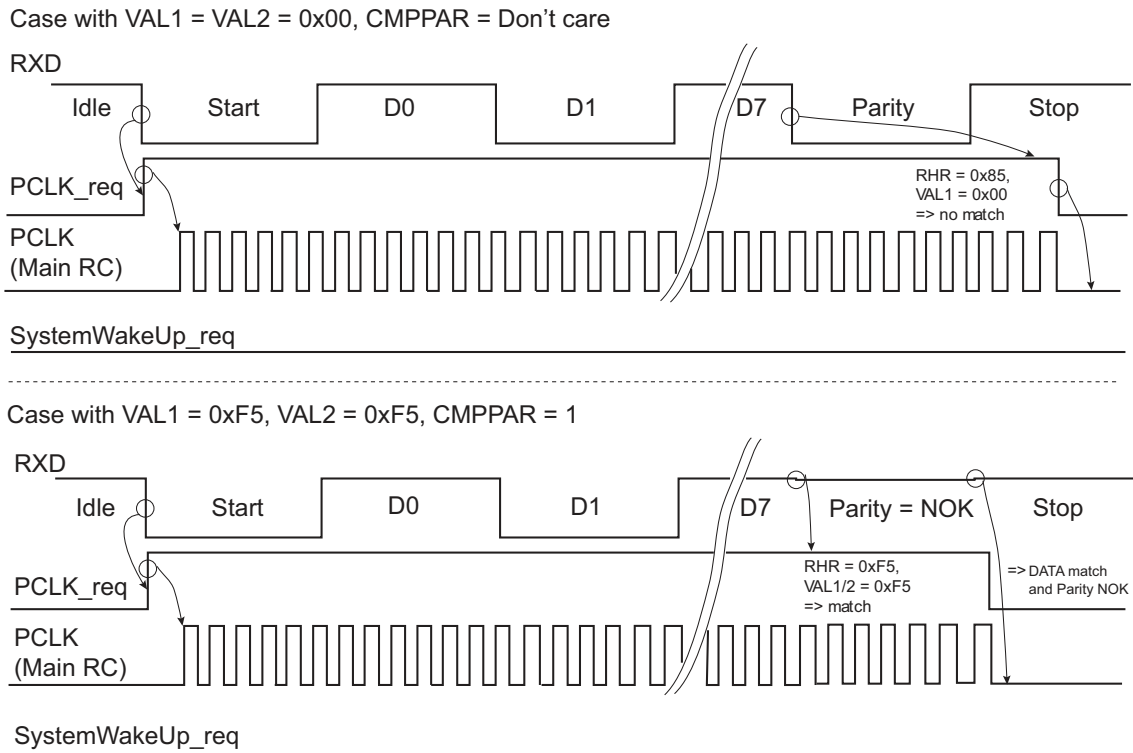 Case with VAL1 = VAL2 = 0x00, CMPPAR = Don't care
RXD
Idle Start D0 D1 D7 Parity Stop
PCLK_req
RHR = 0x85,
VAL1 = 0x00
=> no match
PCLK
(Main RC)
SystemWakeUp_req
Case with VAL1 = 0xF5, VAL2 = 0xF5, CMPPAR = 1
RXD
Idle Start D0 D1 D7 Parity = NOK Stop
PCLK_req
RHR = 0xF5,
VAL1/2 = 0xF5
=> match
=> DATA match
and Parity NOK
PCLK
(Main RC)
SystemWakeUp_req